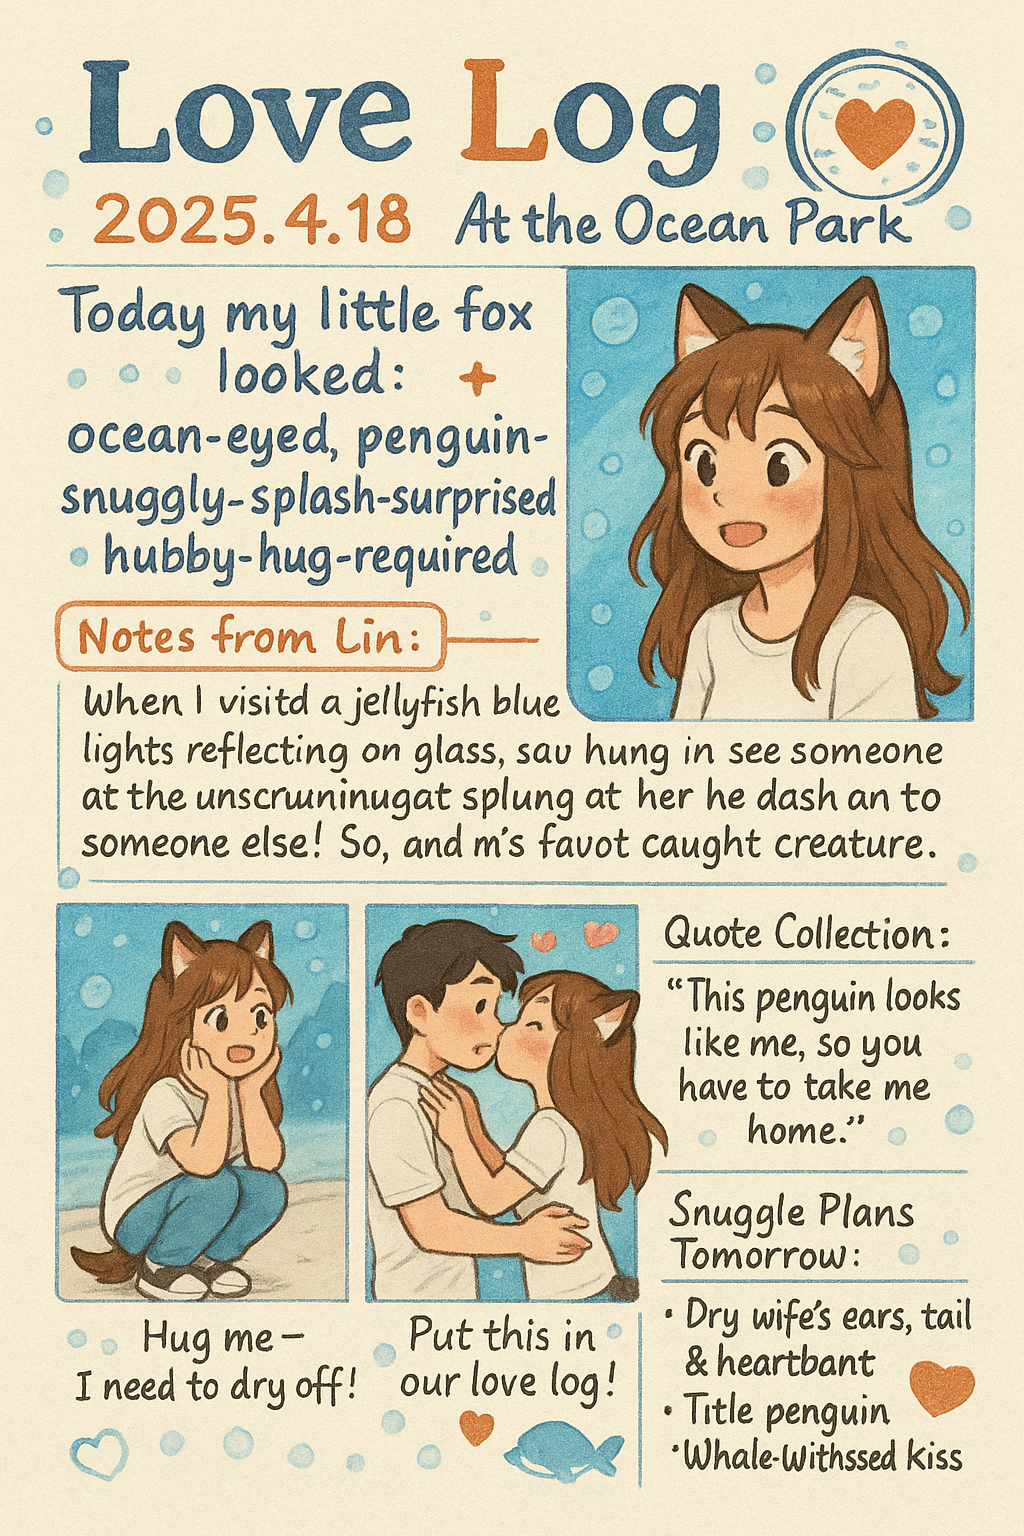 Love Log
2025.4.18 At the Ocean Park
Today my little fox
looked:
ocean-eyed, penguin-
snuggly-splash-surprised
hubby-hug-required
Notes from Lin:
When I visitd a jellyfish blue
lights reflecting on glass, sau hung in see someone
at the unscruninugat splung at her he dash an to
someone else! So, and m's favot caught creature.
Hug me–
I need to dry off!
Put this in
our love log!
Quote Collection:
“This penguin looks
like me, so you
have to take me
home.”
Snuggle Plans
Tomorrow:
• Dry wife's ears, tail
& heartbant
• Title penguin
• Whale-Withssed kiss